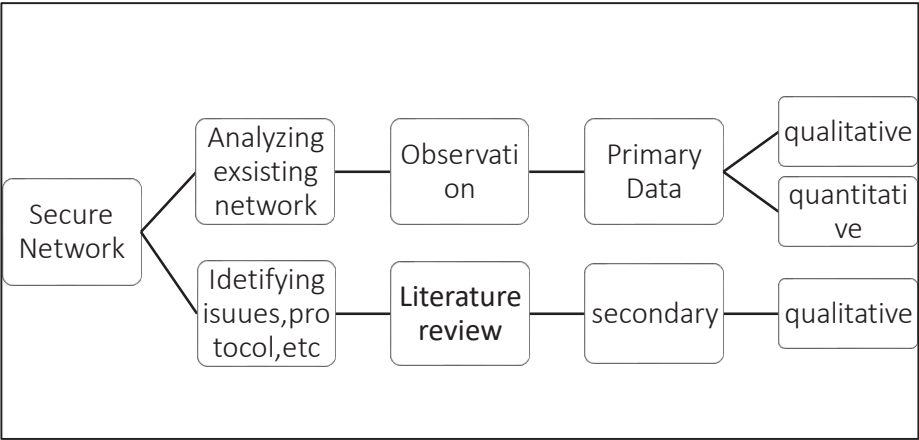 Secure
Network
Analyzing
exsisting
network
Observati
on
Primary
Data
qualitative
quantitati
ve
Idetifying
isuues,pro
tocol,etc
Literature
review
secondary
qualitative